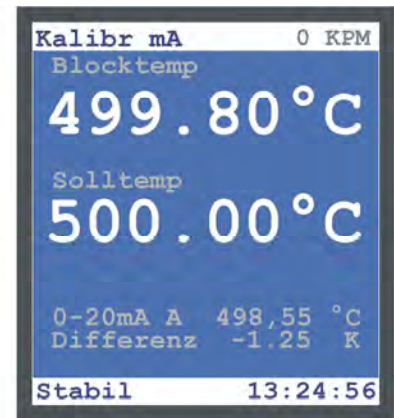 Kalibr mA 0 KPM
Blocktemp
499.80°C
Solltemp
500.00°C
0-20mA A 498,55 °C
Differenz -1.25 K
Stabil 13:24:56